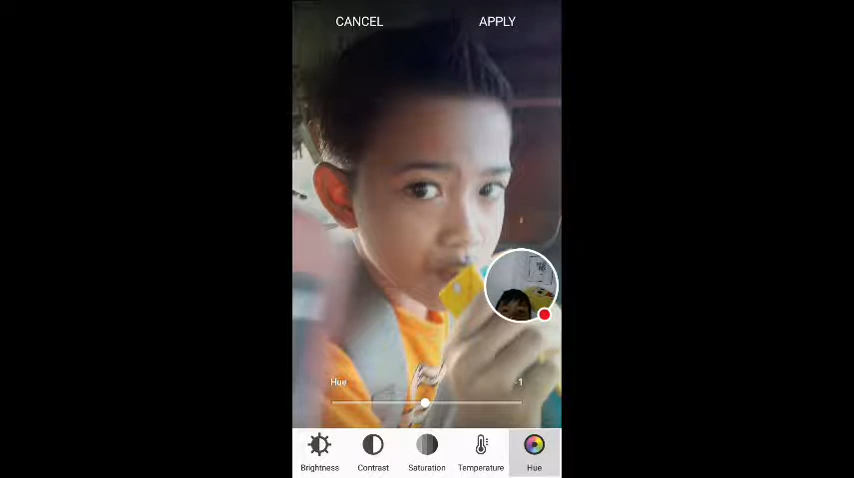 CANCEL APPLY
Hue -1
Brightness Contrast Saturation Temperature Hue